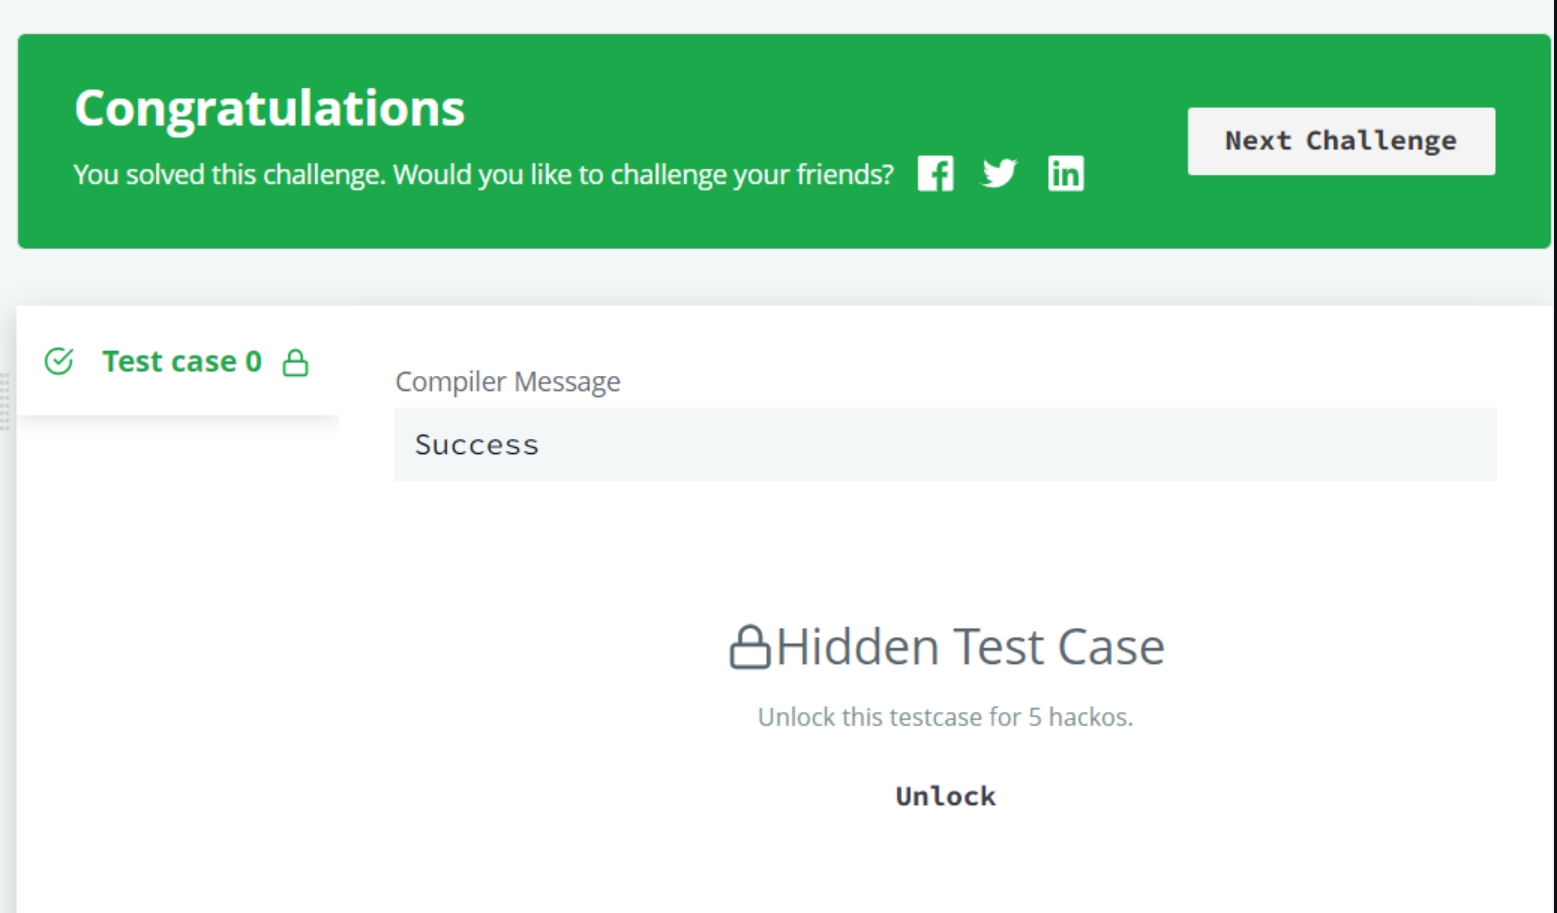 Congratulations
You solved this challenge. Would you like to challenge your friends?
Next Challenge
Test case 0
Compiler Message
Success
Hidden Test Case
Unlock this testcase for 5 hackos.
Unlock